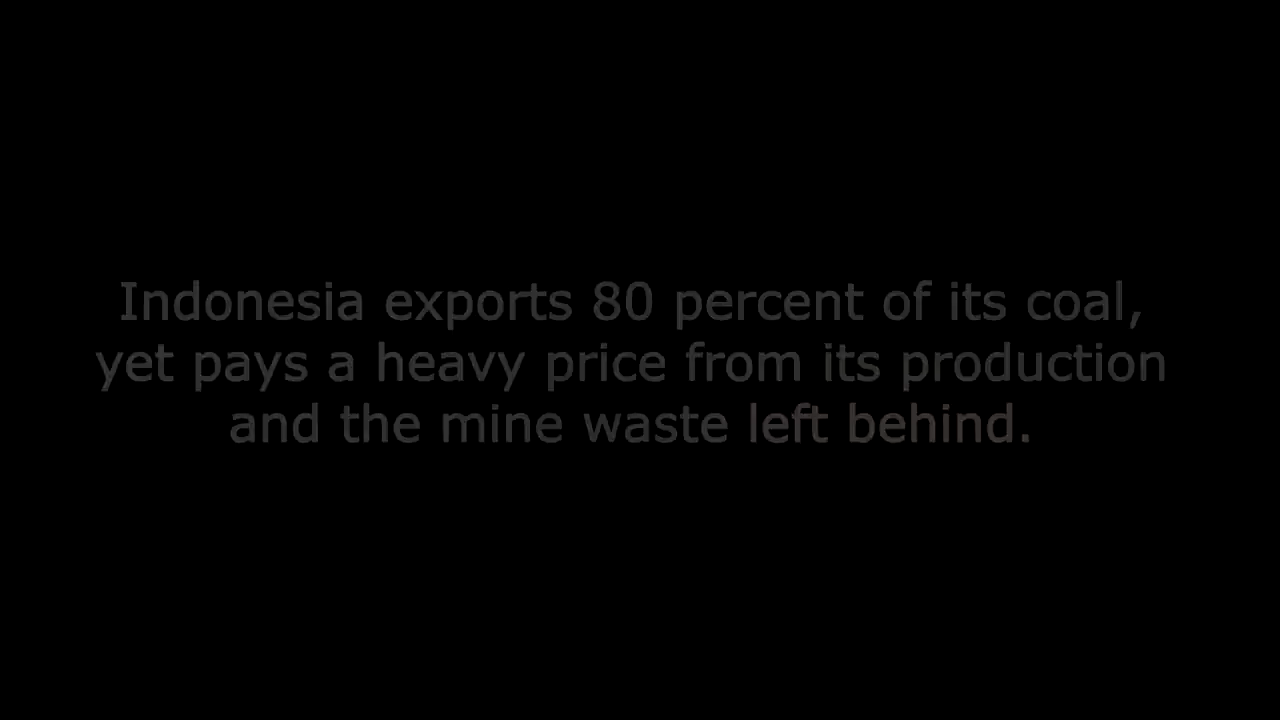 Indonesia exports 80 percent of its coal,
yet pays a heavy price from its production
and the mine waste left behind.